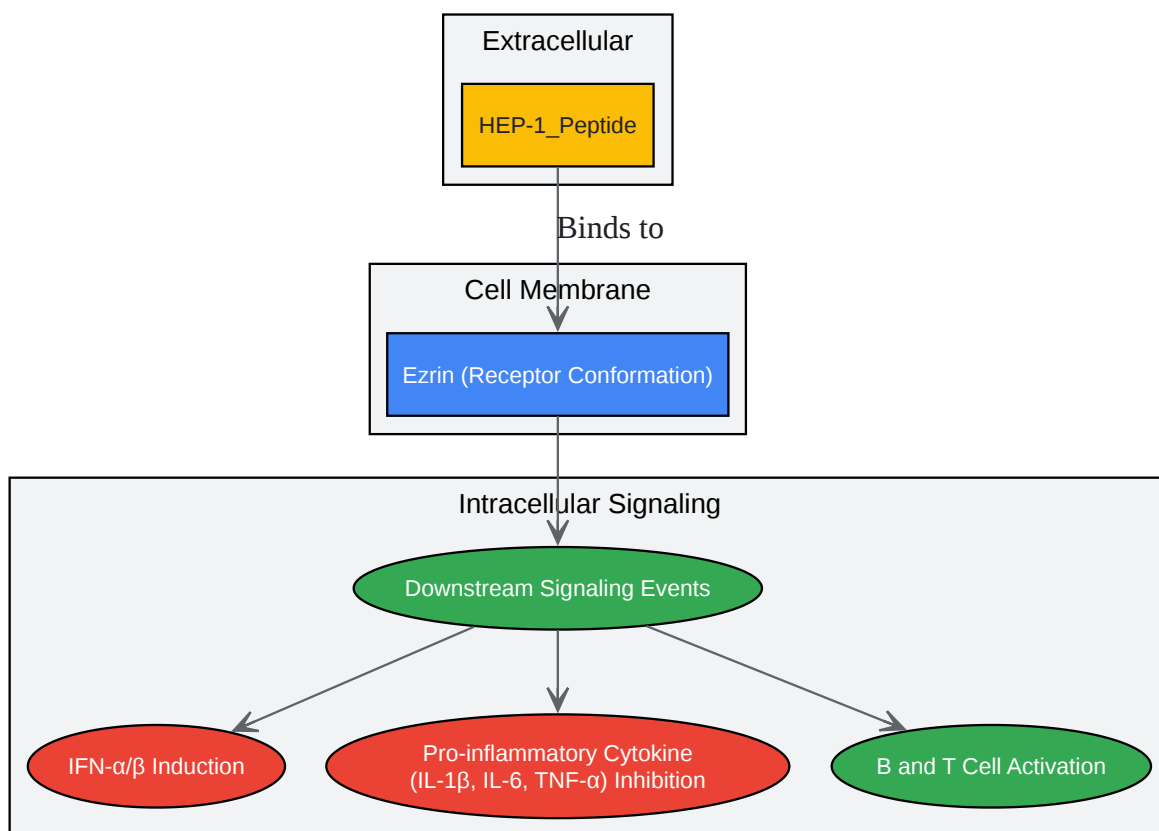 Extracellular
HEP-1_Peptide
Binds to
Cell Membrane
Ezrin (Receptor Conformation)
Intracellular Signaling
Downstream Signaling Events
IFN-α/β Induction
Pro-inflammatory Cytokine
(IL-1β, IL-6, TNF-α) Inhibition
B and T Cell Activation